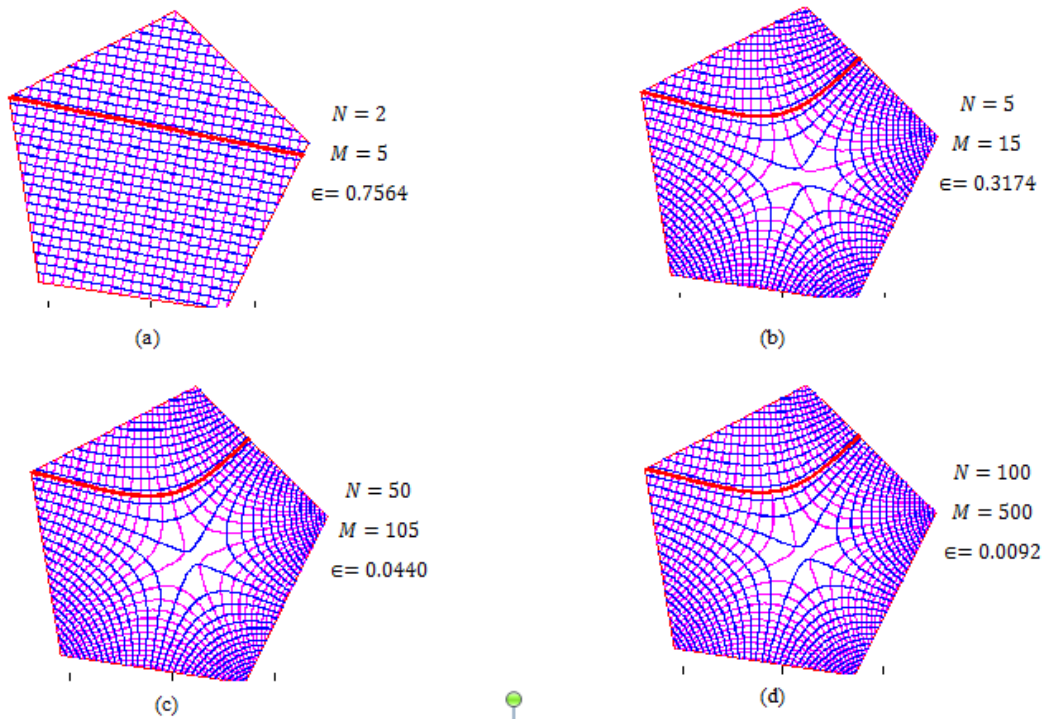 N = 2
M = 5
ϵ= 0.7564
(a)
N = 5
M = 15
ϵ= 0.3174
(b)
N = 50
M = 105
ϵ= 0.0440
(c)
N = 100
M = 500
ϵ= 0.0092
(d)